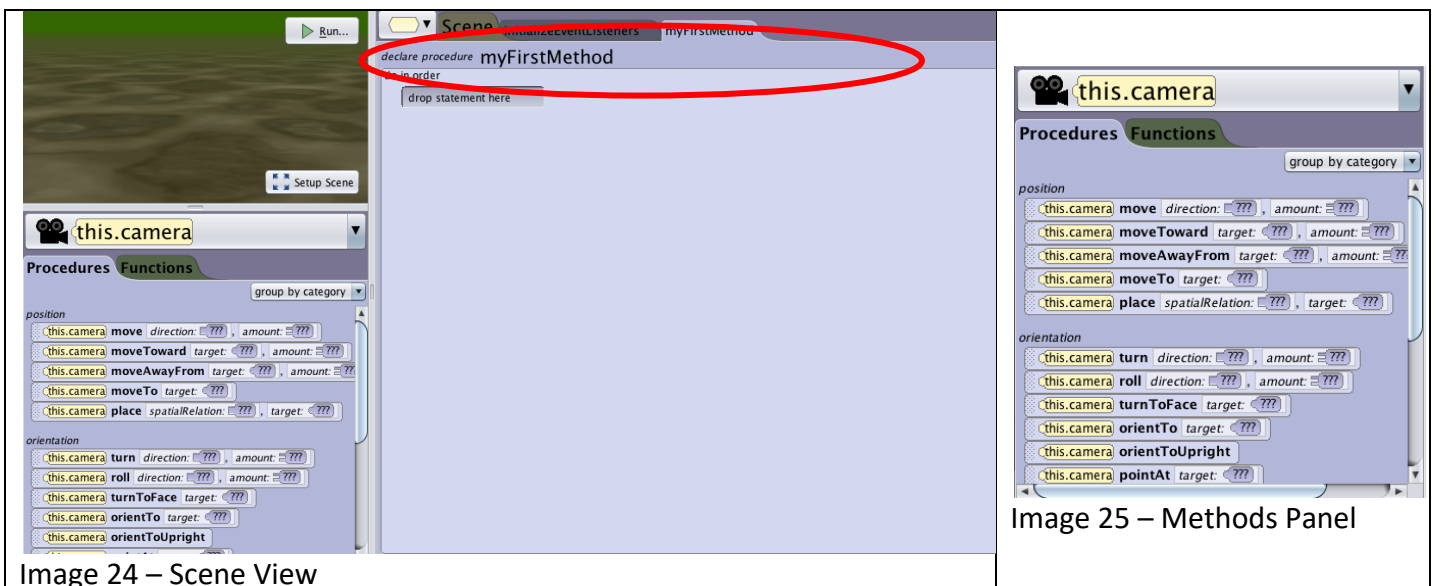 Run...
Setup Scene
this.camera
Procedures Functions
group by category
position
this.camera move direction: ??? , amount: ???
this.camera moveToward target: ??? , amount: ???
this.camera moveAwayFrom target: ??? , amount: ??
this.camera moveTo target: ???
this.camera place spatialRelation: ??? , target: ???
orientation
this.camera turn direction: ??? , amount: ???
this.camera roll direction: ??? , amount: ???
this.camera turnToFace target: ???
this.camera orientTo target: ???
this.camera orientToUpright
Scene initializeEventListeners myFirstMethod
declare procedure myFirstMethod
do in order
drop statement here
Image 24 – Scene View
this.camera
Procedures Functions
group by category
position
this.camera move direction: ??? , amount: ???
this.camera moveToward target: ??? , amount: ???
this.camera moveAwayFrom target: ??? , amount: ??
this.camera moveTo target: ???
this.camera place spatialRelation: ??? , target: ???
orientation
this.camera turn direction: ??? , amount: ???
this.camera roll direction: ??? , amount: ???
this.camera turnToFace target: ???
this.camera orientTo target: ???
this.camera orientToUpright
this.camera pointAt target: ???
Image 25 – Methods Panel